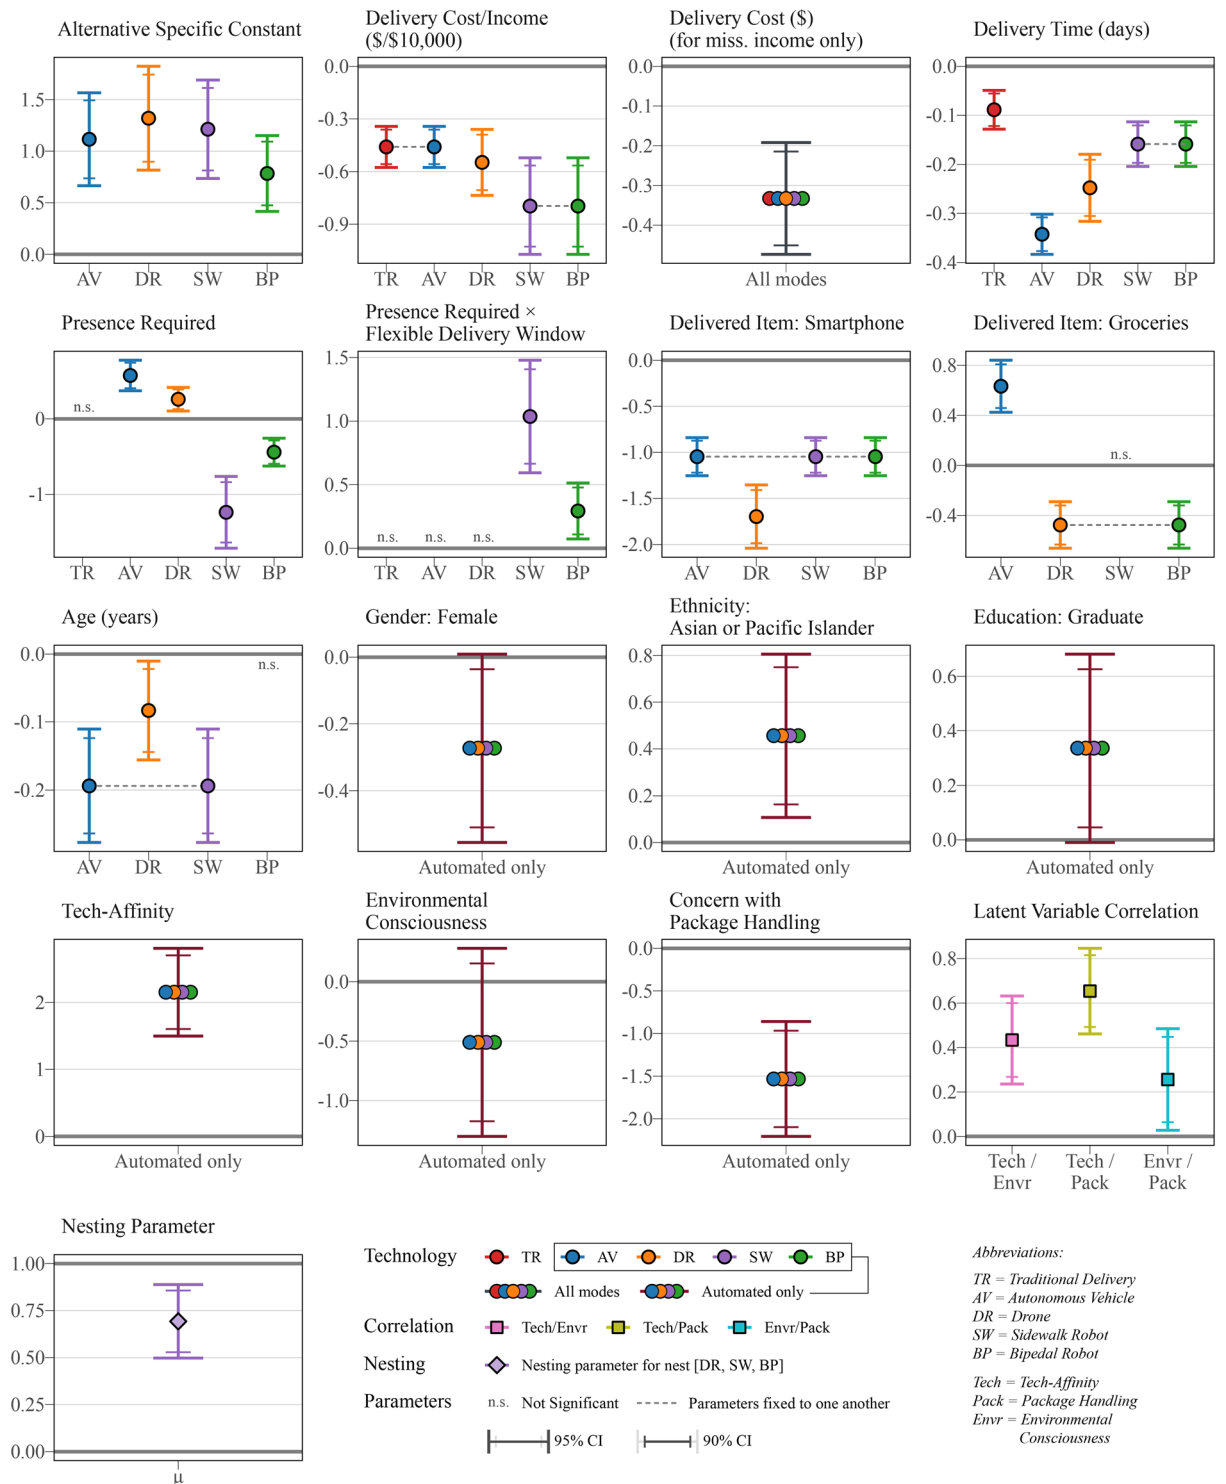 Alternative Specific Constant
1.5
1.0
0.5
0.0
AV DR SW BP
Delivery Cost/Income
($/$10,000)
0.0
-0.3
-0.6
-0.9
TR AV DR SW BP
Delivery Cost ($)
(for miss. income only)
0.0
-0.1
-0.2
-0.3
-0.4
All modes
Delivery Time (days)
0.0
-0.1
-0.2
-0.3
-0.4
TR AV DR SW BP
Presence Required
0
-1
n.s.
TR AV DR SW BP
Presence Required ×
Flexible Delivery Window
1.5
1.0
0.5
0.0
n.s. n.s. n.s.
TR AV DR SW BP
Delivered Item: Smartphone
0.0
-0.5
-1.0
-1.5
-2.0
AV DR SW BP
Delivered Item: Groceries
0.8
0.4
0.0
-0.4
n.s.
AV DR SW BP
Age (years)
0.0
-0.1
-0.2
n.s.
AV DR SW BP
Gender: Female
0.0
-0.2
-0.4
Automated only
Ethnicity:
Asian or Pacific Islander
0.8
0.6
0.4
0.2
0.0
Automated only
Education: Graduate
0.6
0.4
0.2
0.0
Automated only
Tech-Affinity
2
1
0
Automated only
Environmental
Consciousness
0.0
-0.5
-1.0
Automated only
Concern with
Package Handling
0.0
-0.5
-1.0
-1.5
-2.0
Automated only
Latent Variable Correlation
0.8
0.6
0.4
0.2
0.0
Tech / Tech / Envr /
Envr Pack Pack
Nesting Parameter
1.00
0.75
0.50
0.25
0.00
μ
Technology TR AV DR SW BP
All modes Automated only
Correlation Tech/Envr Tech/Pack Envr/Pack
Nesting Nesting parameter for nest [DR, SW, BP]
Parameters n.s. Not Significant Parameters fixed to one another
95% CI 90% CI
Abbreviations:
TR = Traditional Delivery
AV = Autonomous Vehicle
DR = Drone
SW = Sidewalk Robot
BP = Bipedal Robot
Tech = Tech-Affinity
Pack = Package Handling
Envr = Environmental
Consciousness